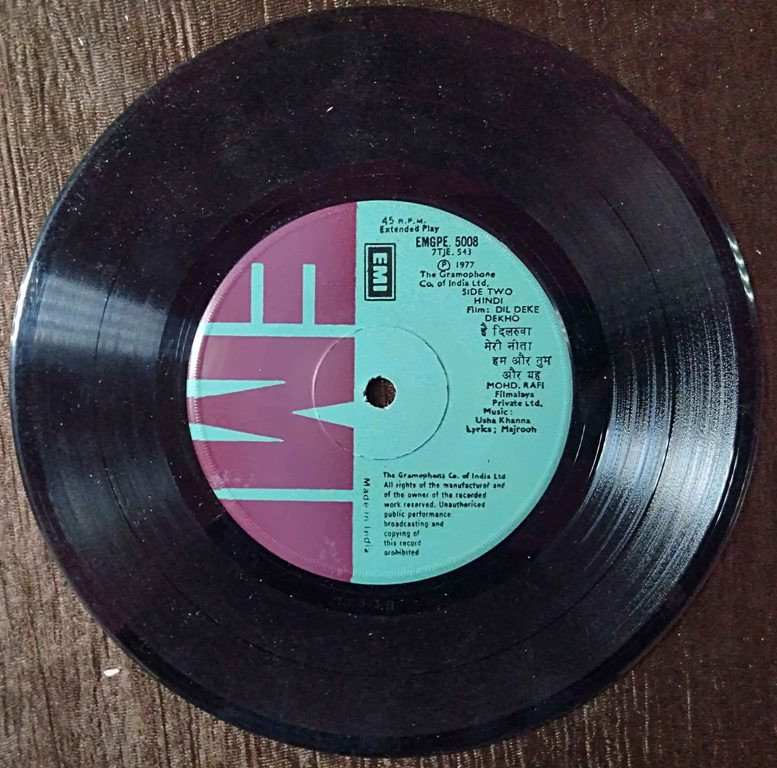 EMI
45 R.P.M.
Extended Play
EMI
EMGPE. 5008
7TJE. 543
Ⓟ 1977
The Gramophone
Co. of India Ltd.
SIDE TWO
HINDI
Film: DIL DEKE
DEKHO
है दिलरुबा
मेरी नीता
हम और तुम
और यह
MOHD. RAFI
Filmalaya
Private Ltd.
Music:
Usha Khanna
Lyrics; Majrooh
The Gramophone Co. of India Ltd
All rights of the manufacturer and
of the owner of the recorded
work reserved. Unauthorised
public performance
broadcasting and
copying of
this record
prohibited
Made in India